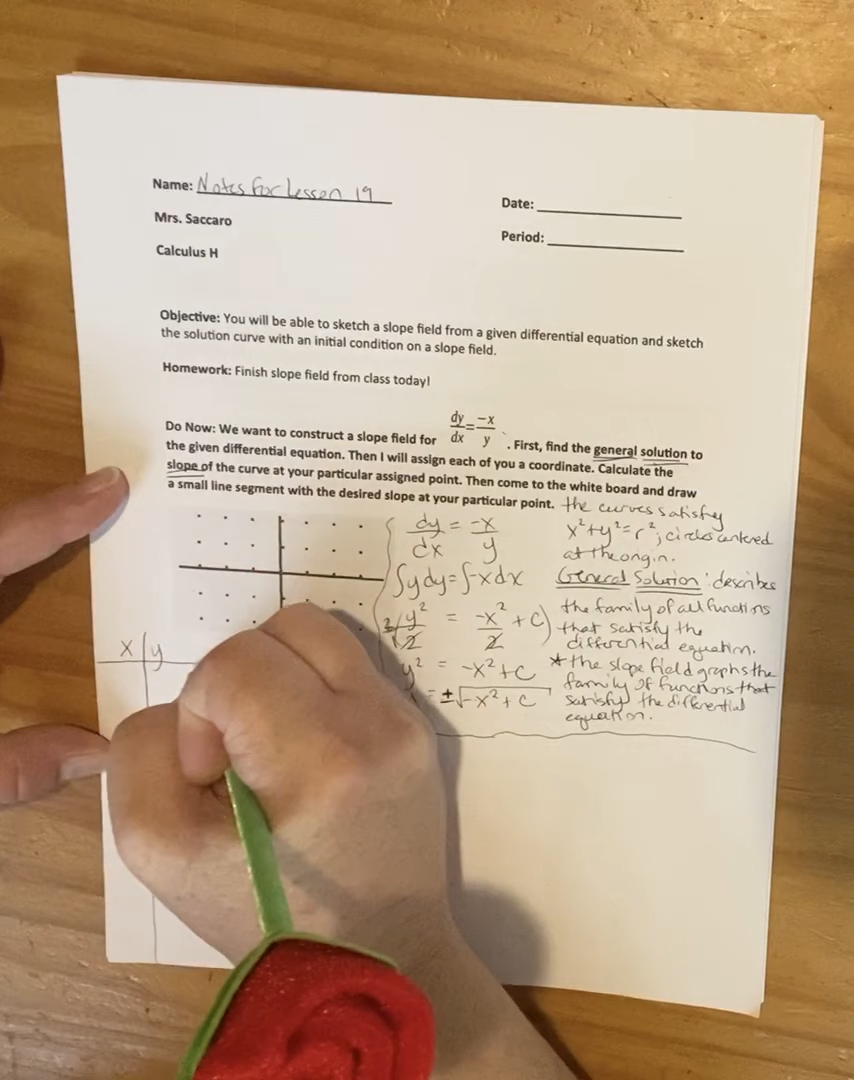 Name: Notes for Lesson 19
Date:
Mrs. Saccaro
Period:
Calculus H
Objective: You will be able to sketch a slope field from a given differential equation and sketch
the solution curve with an initial condition on a slope field.
Homework: Finish slope field from class today!
Do Now: We want to construct a slope field for dy/dx = -x/y . First, find the general solution to
the given differential equation. Then I will assign each of you a coordinate. Calculate the
slope of the curve at your particular assigned point. Then come to the white board and draw
a small line segment with the desired slope at your particular point.
dy/dx = -x/y
∫ydy=∫-xdx
2(y²/2 = -x²/2 + C)
y² = -x²+C
= ±√-x²+C
the curves satisfy
x²+y²=r²; circles centered
at the origin.
General Solution: describes
the family of all functions
that satisfy the
differential equation.
* the slope field graphs the
family of functions that
satisfy the differential
equation.
x | y